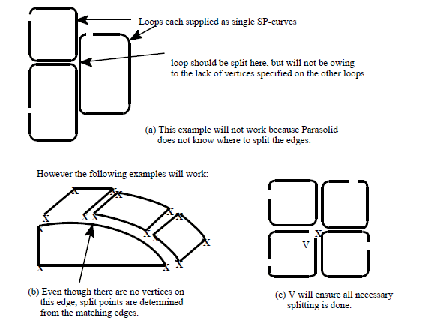 Loops each supplied as single SP-curves
loop should be split here, but will not be owing
to the lack of vertices specified on the other loops
(a) This example will not work because Parasolid
does not know where to split the edges.
However the following examples will work:
X
X
X
X
X
X
X
X
X
X
X
X
X
V
(b) Even though there are no vertices on
this edge, split points are determined
from the matching edges.
(c) V will ensure all necessary
splitting is done.